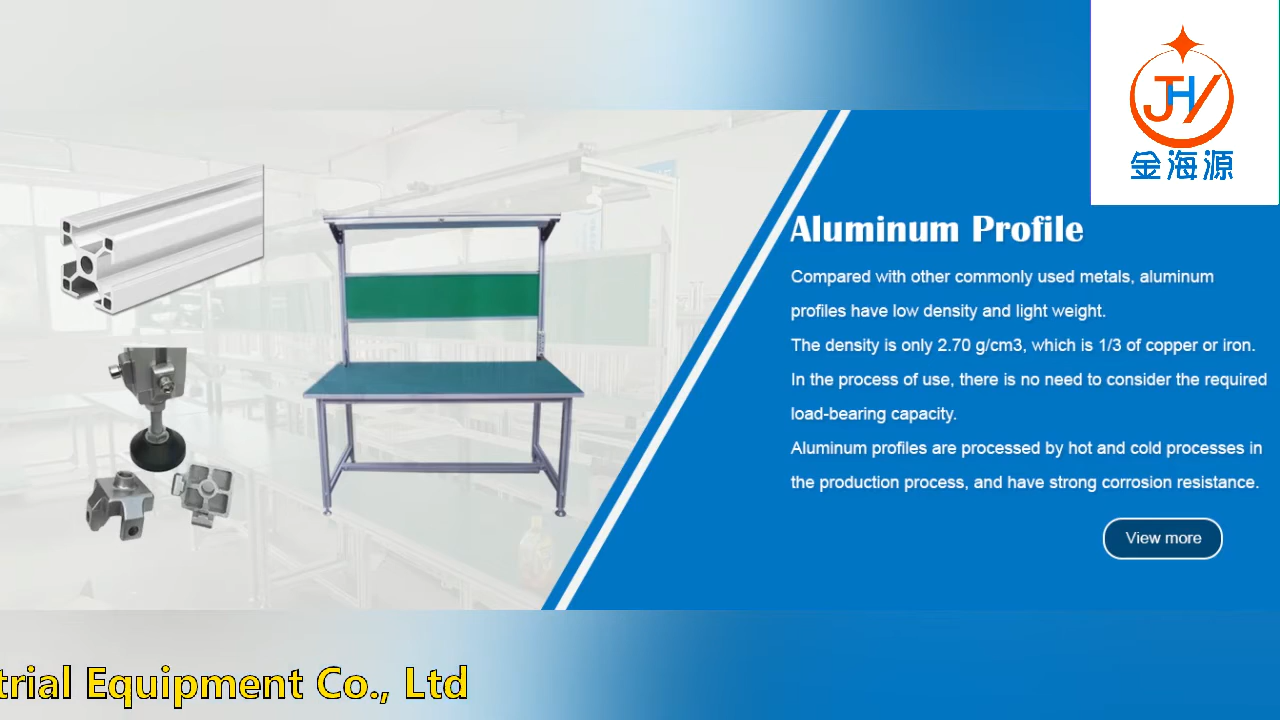 JHY
金海源
Aluminum Profile
Compared with other commonly used metals, aluminum
profiles have low density and light weight.
The density is only 2.70 g/cm3, which is 1/3 of copper or iron.
In the process of use, there is no need to consider the required
load-bearing capacity.
Aluminum profiles are processed by hot and cold processes in
the production process, and have strong corrosion resistance.
View more
trial Equipment Co., Ltd